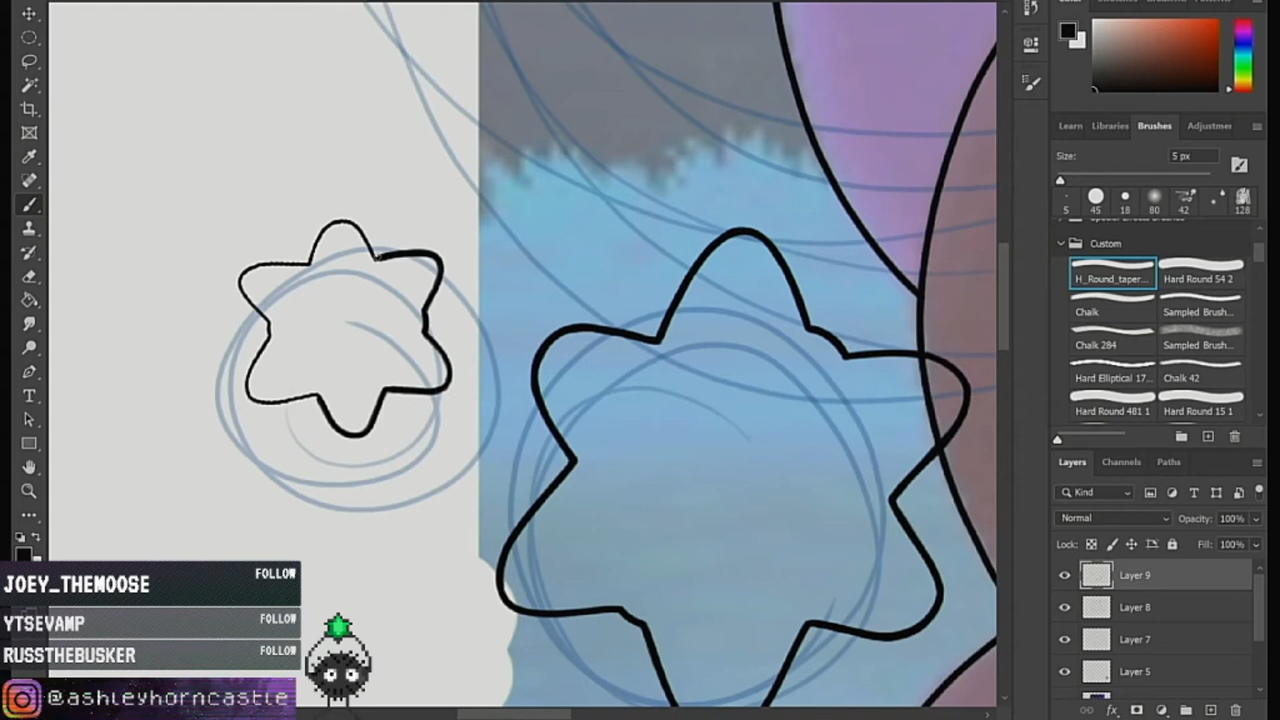 Learn Libraries Brushes Adjustmer
Size: 5 px
5 45 18 80 42 128
Custom
H_Round_taper... Hard Round 54 2
Chalk Sampled Brush...
Chalk 284 Sampled Brush...
Hard Elliptical 17... Chalk 42
Hard Round 481 1 Hard Round 15 1
Layers Channels Paths
Kind
Normal Opacity: 100%
Lock: Fill: 100%
Layer 9
Layer 8
Layer 7
Layer 5
fx
JOEY_THEMOOSE FOLLOW
YTSEVAMP FOLLOW
RUSSTHEBUSKER FOLLOW
@ashleyhorncastle